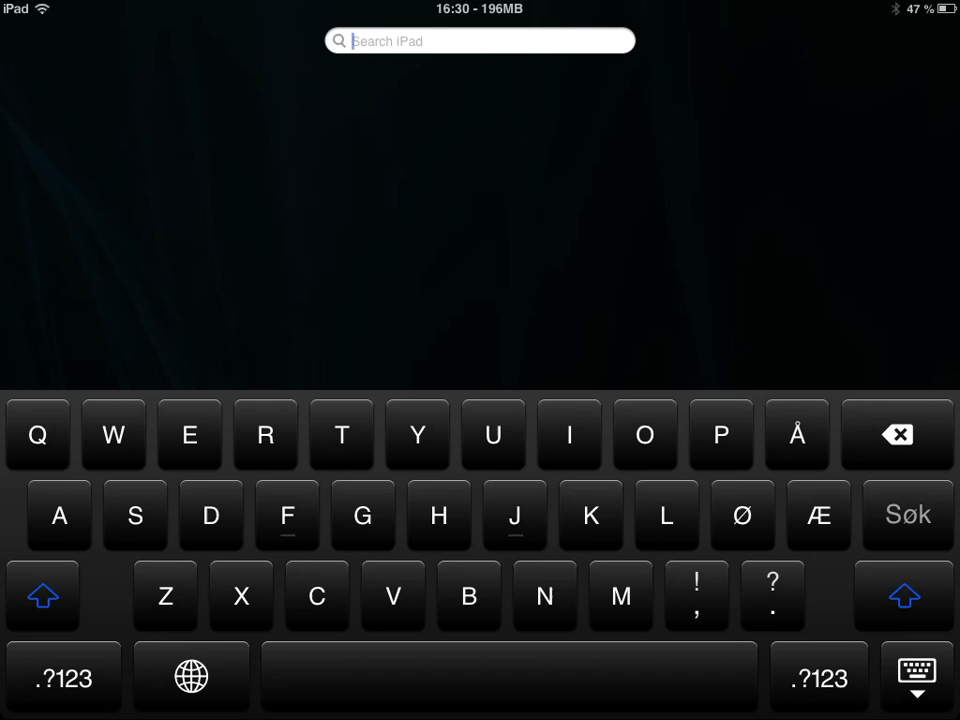 iPad 16:30 - 196MB 47 %
Search iPad
Q W E R T Y U I O P Å
A S D F G H J K L Ø Æ Søk
Z X C V B N M ! , ? .
.?123 .?123